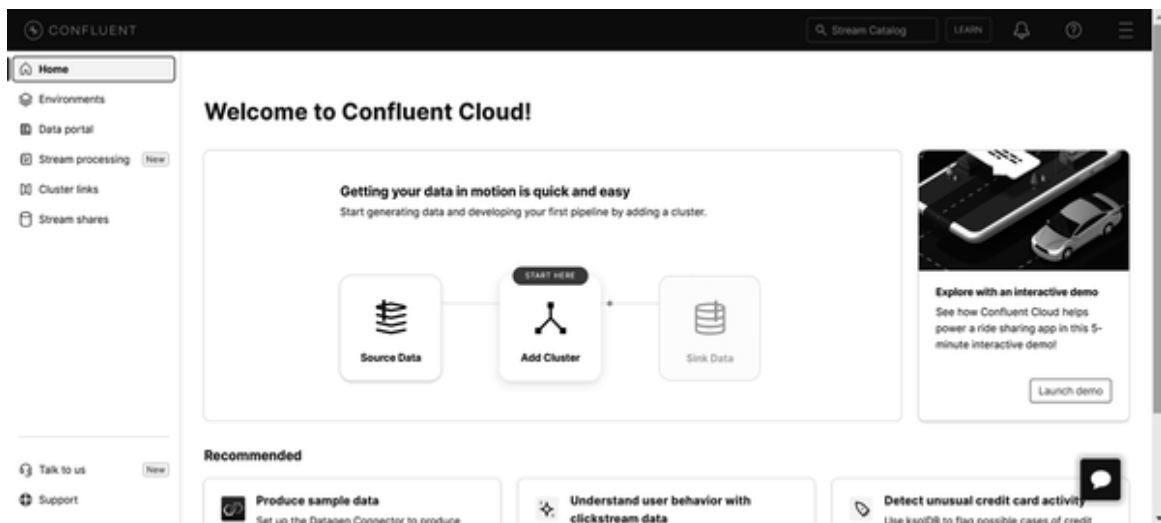 CONFLUENT
Stream Catalog
LEARN
Home
Environments
Data portal
Stream processing New
Cluster links
Stream shares
Talk to us New
Support
Welcome to Confluent Cloud!
Getting your data in motion is quick and easy
Start generating data and developing your first pipeline by adding a cluster.
START HERE
Source Data
Add Cluster
Sink Data
Explore with an interactive demo
See how Confluent Cloud helps
power a ride sharing app in this 5-
minute interactive demo!
Launch demo
Recommended
Produce sample data
Set up the Datagen Connector to produce
Understand user behavior with
clickstream data
Detect unusual credit card activity
Use ksqlDB to flag possible cases of credit